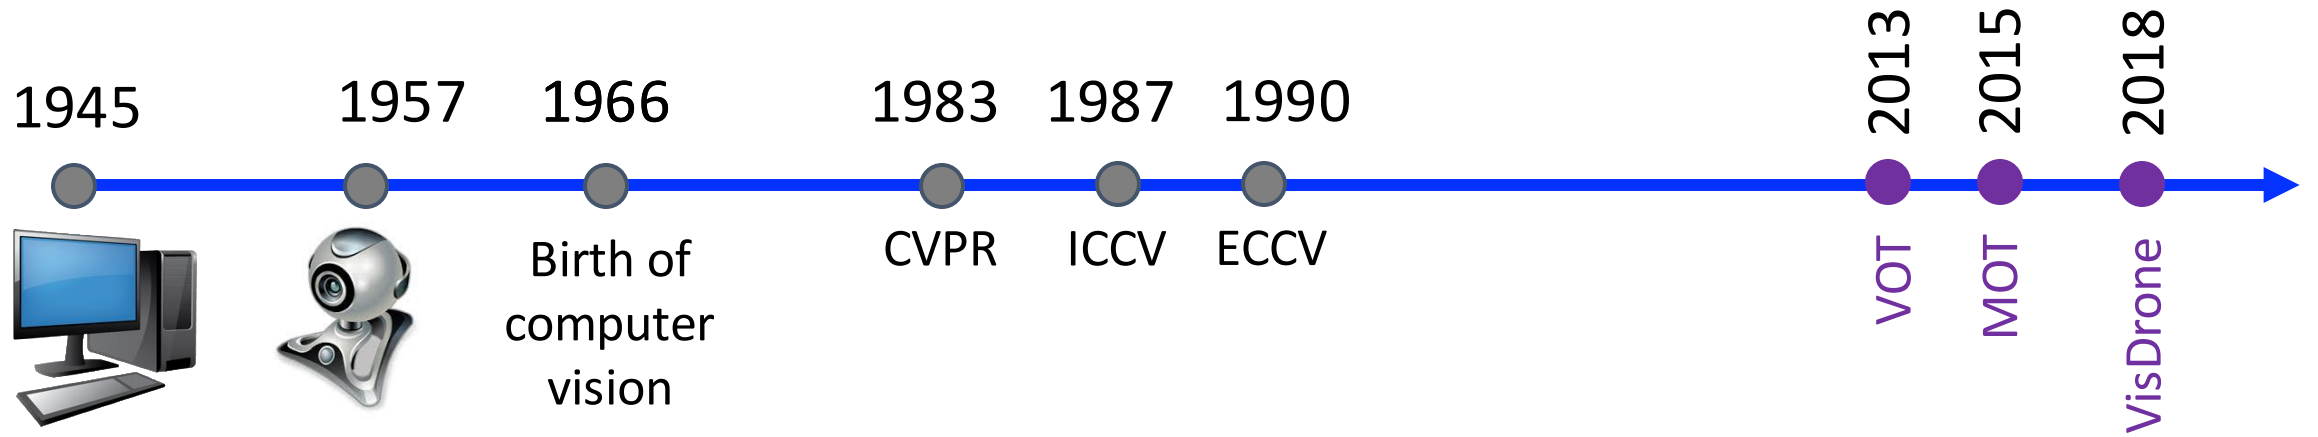 1945
1957
1966
1983
1987
1990
2013
2015
2018
Birth of
computer
vision
CVPR
ICCV
ECCV
VOT
MOT
VisDrone